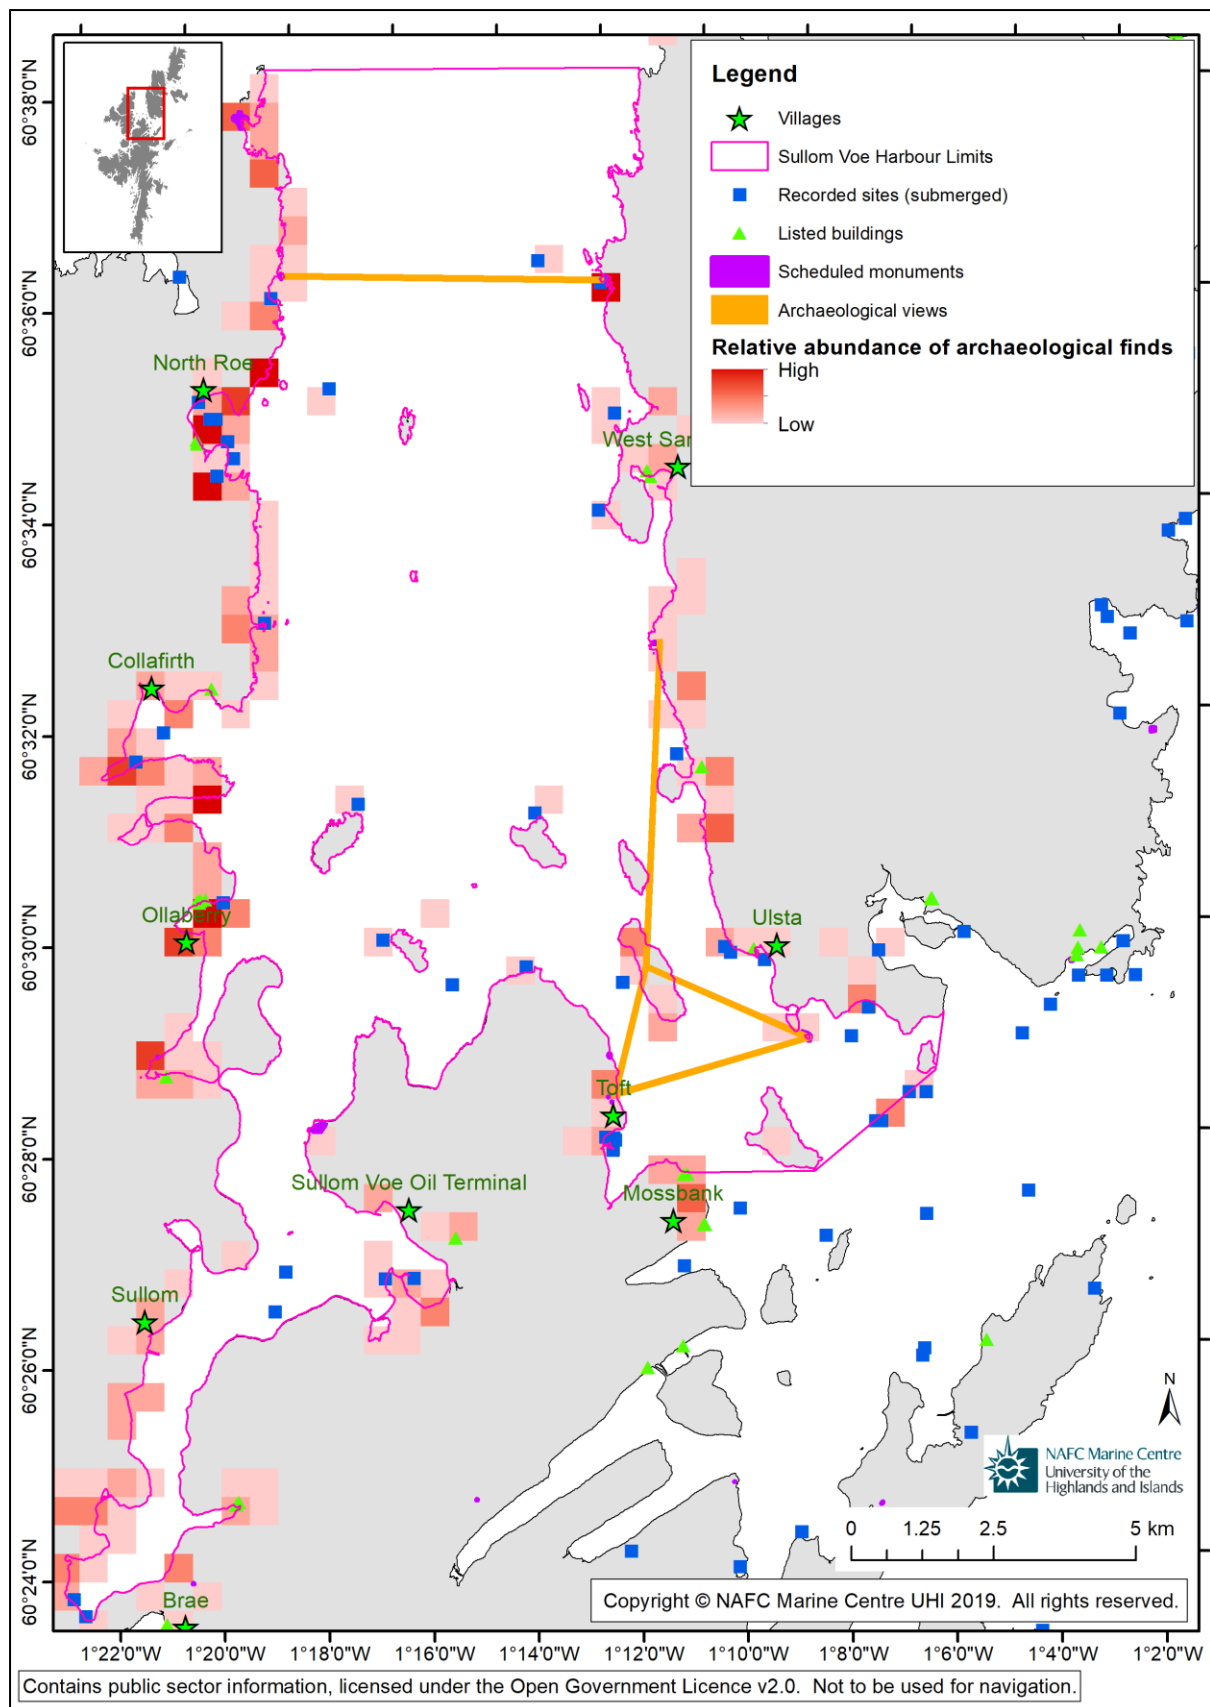 Legend
Villages
Sullom Voe Harbour Limits
Recorded sites (submerged)
Listed buildings
Scheduled monuments
Archaeological views
Relative abundance of archaeological finds
High
Low
60°38'0"N
60°36'0"N
60°34'0"N
60°32'0"N
60°30'0"N
60°28'0"N
60°26'0"N
60°24'0"N
North Roe
West Sar
Collafirth
Ollaberry
Ulsta
Toft
Sullom Voe Oil Terminal
Mossbank
Sullom
Brae
N
NAFC Marine Centre
University of the
Highlands and Islands
0 1.25 2.5 5 km
Copyright © NAFC Marine Centre UHI 2019. All rights reserved.
1°22'0"W 1°20'0"W 1°18'0"W 1°16'0"W 1°14'0"W 1°12'0"W 1°10'0"W 1°8'0"W 1°6'0"W 1°4'0"W 1°2'0"W
Contains public sector information, licensed under the Open Government Licence v2.0. Not to be used for navigation.